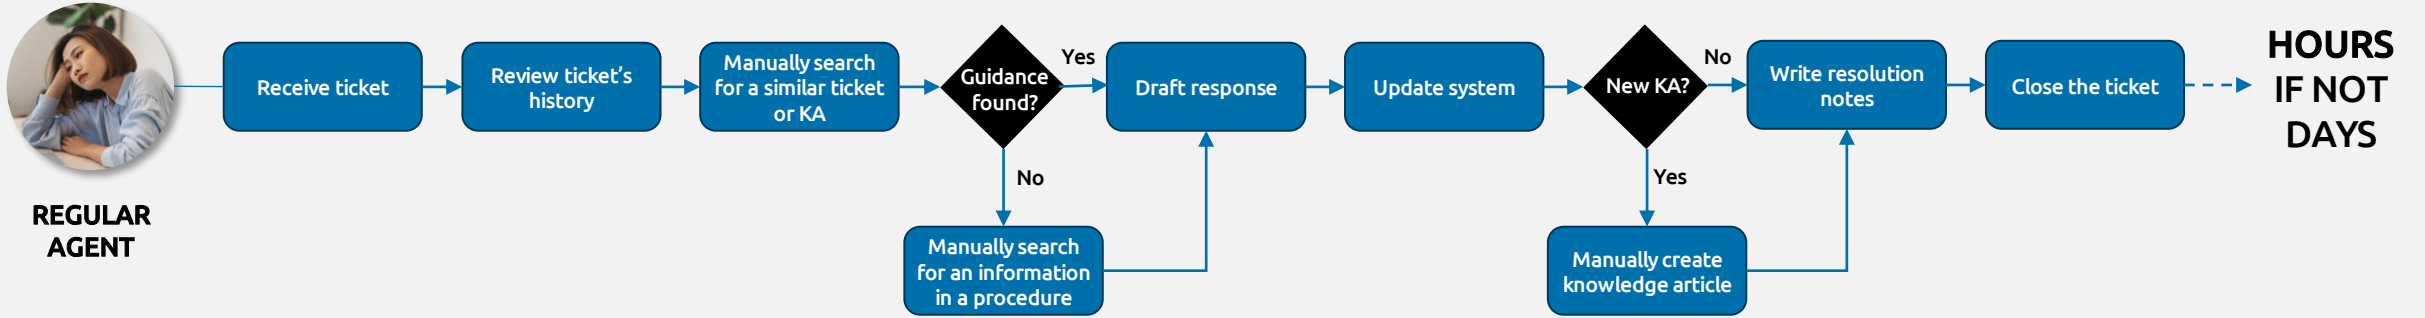 REGULAR
AGENT
Receive ticket
Review ticket's
history
Manually search
for a similar ticket
or KA
Guidance
found?
Yes
No
Manually search
for an information
in a procedure
Draft response
Update system
New KA?
No
Yes
Manually create
knowledge article
Write resolution
notes
Close the ticket
HOURS
IF NOT
DAYS